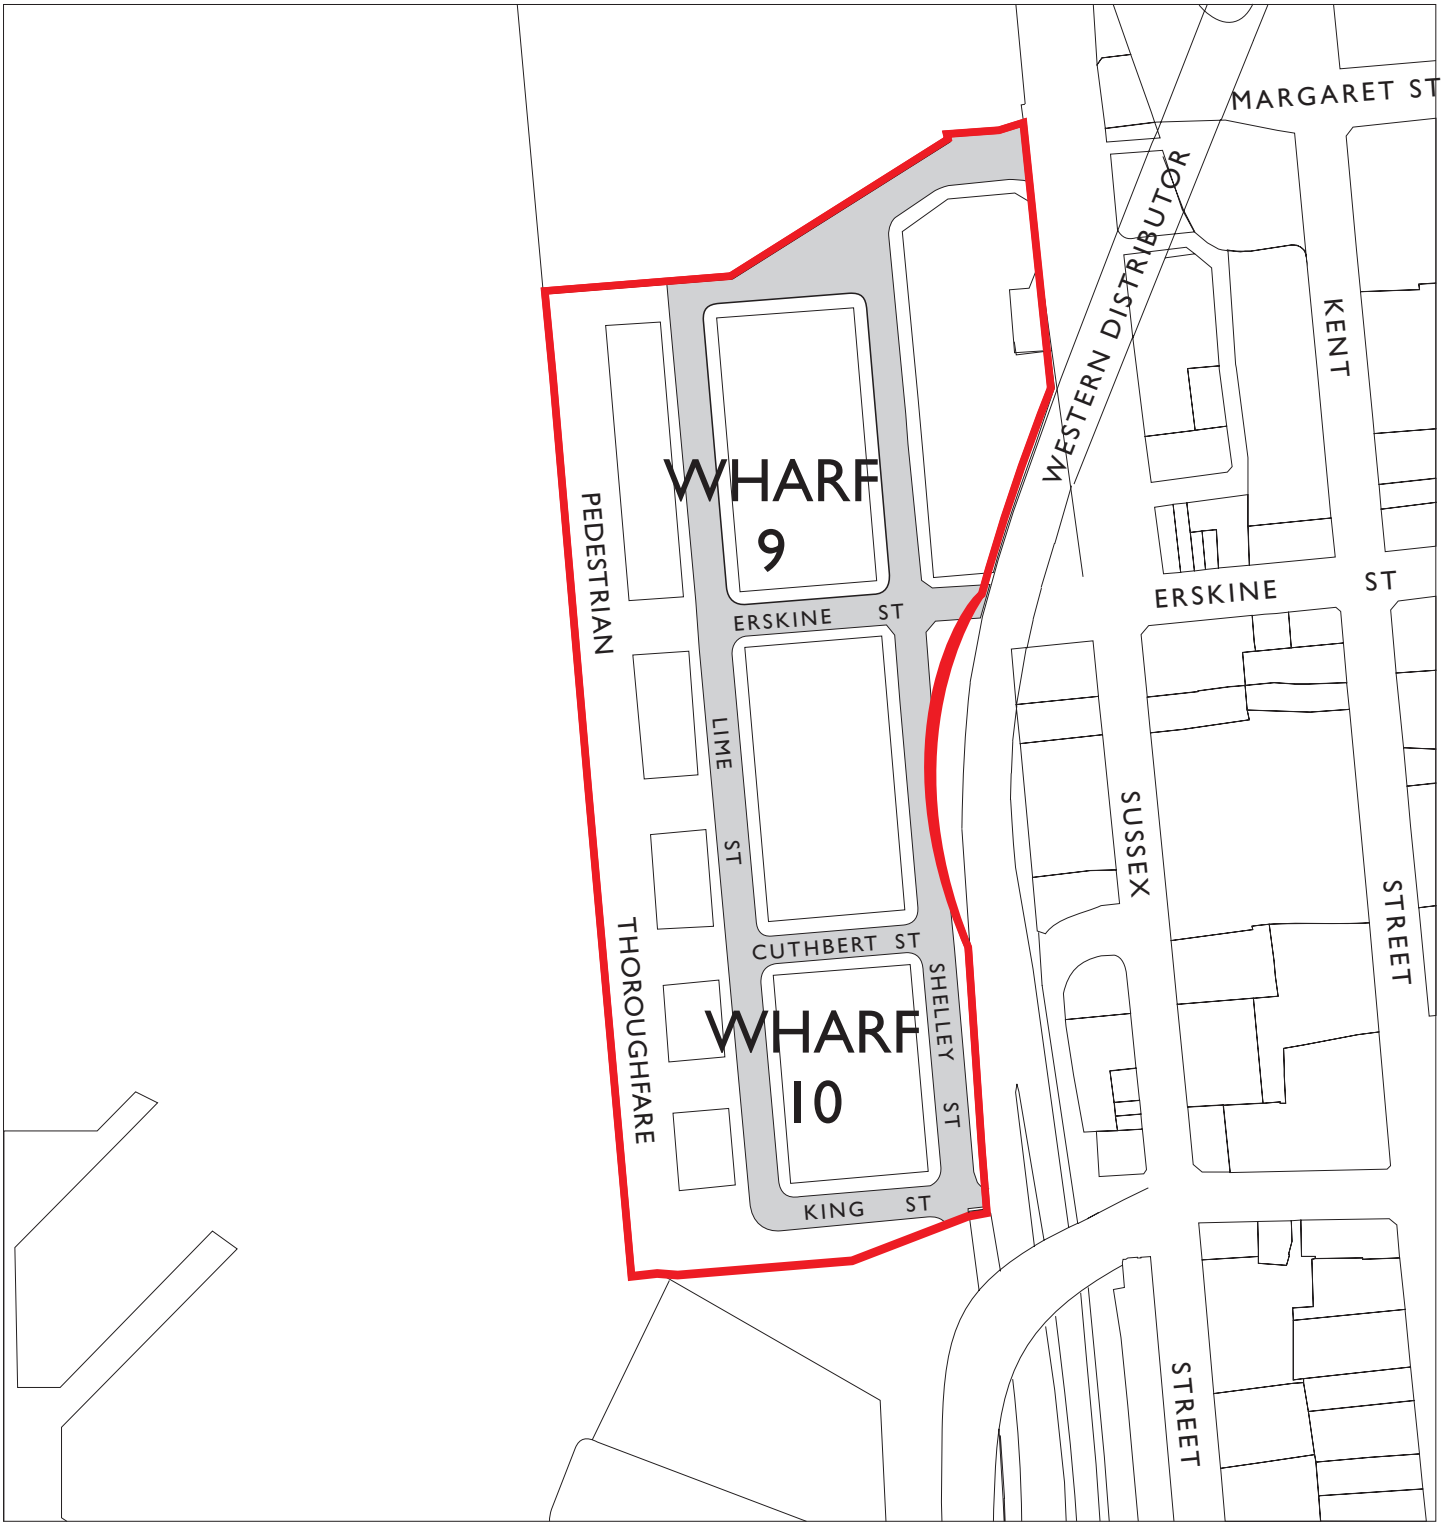 MARGARET ST
WESTERN DISTRIBUTOR
KENT
WHARF
9
PEDESTRIAN
ERSKINE ST
ERSKINE ST
LIME
ST
SUSSEX
STREET
CUTHBERT ST
THOROUGHFARE
SHELLEY
ST
WHARF
10
KING ST
STREET